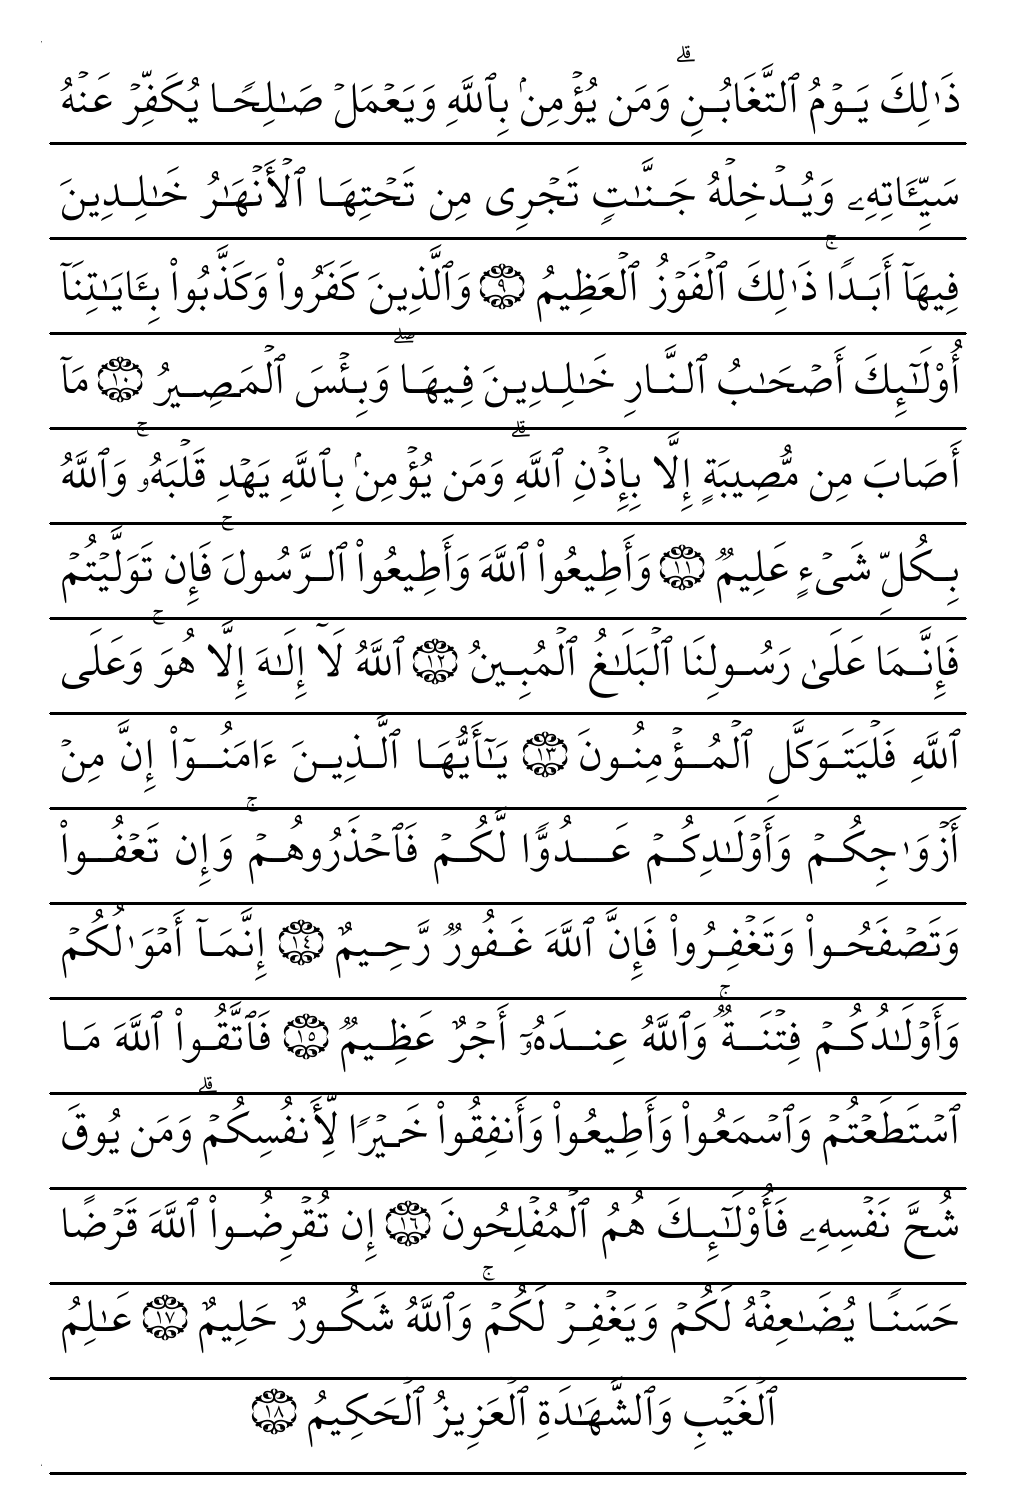 ذَٰلِكَ يَوْمُ ٱلتَّغَابُنِ ۗ وَمَن يُؤْمِنۢ بِٱللَّهِ وَيَعْمَلْ صَـٰلِحًا يُكَفِّرْ عَنْهُ
سَيِّـَٔاتِهِۦ وَيُدْخِلْهُ جَنَّـٰتٍ تَجْرِى مِن تَحْتِهَا ٱلْأَنْهَـٰرُ خَـٰلِدِينَ
فِيهَآ أَبَدًا ۚ ذَٰلِكَ ٱلْفَوْزُ ٱلْعَظِيمُ ۝٩ وَٱلَّذِينَ كَفَرُوا۟ وَكَذَّبُوا۟ بِـَٔايَـٰتِنَآ
أُو۟لَـٰٓئِكَ أَصْحَـٰبُ ٱلنَّارِ خَـٰلِدِينَ فِيهَا ۖ وَبِئْسَ ٱلْمَصِيرُ ۝١٠ مَآ
أَصَابَ مِن مُّصِيبَةٍ إِلَّا بِإِذْنِ ٱللَّهِ ۗ وَمَن يُؤْمِنۢ بِٱللَّهِ يَهْدِ قَلْبَهُۥ ۚ وَٱللَّهُ
بِكُلِّ شَىْءٍ عَلِيمٌ ۝١١ وَأَطِيعُوا۟ ٱللَّهَ وَأَطِيعُوا۟ ٱلرَّسُولَ ۚ فَإِن تَوَلَّيْتُمْ
فَإِنَّمَا عَلَىٰ رَسُولِنَا ٱلْبَلَـٰغُ ٱلْمُبِينُ ۝١٢ ٱللَّهُ لَآ إِلَـٰهَ إِلَّا هُوَ ۚ وَعَلَى
ٱللَّهِ فَلْيَتَوَكَّلِ ٱلْمُؤْمِنُونَ ۝١٣ يَـٰٓأَيُّهَا ٱلَّذِينَ ءَامَنُوٓا۟ إِنَّ مِنْ
أَزْوَٰجِكُمْ وَأَوْلَـٰدِكُمْ عَدُوًّا لَّكُمْ فَٱحْذَرُوهُمْ ۚ وَإِن تَعْفُوا۟
وَتَصْفَحُوا۟ وَتَغْفِرُوا۟ فَإِنَّ ٱللَّهَ غَفُورٌ رَّحِيمٌ ۝١٤ إِنَّمَآ أَمْوَٰلُكُمْ
وَأَوْلَـٰدُكُمْ فِتْنَةٌ ۚ وَٱللَّهُ عِندَهُۥٓ أَجْرٌ عَظِيمٌ ۝١٥ فَٱتَّقُوا۟ ٱللَّهَ مَا
ٱسْتَطَعْتُمْ وَٱسْمَعُوا۟ وَأَطِيعُوا۟ وَأَنفِقُوا۟ خَيْرًا لِّأَنفُسِكُمْ ۗ وَمَن يُوقَ
شُحَّ نَفْسِهِۦ فَأُو۟لَـٰٓئِكَ هُمُ ٱلْمُفْلِحُونَ ۝١٦ إِن تُقْرِضُوا۟ ٱللَّهَ قَرْضًا
حَسَنًا يُضَـٰعِفْهُ لَكُمْ وَيَغْفِرْ لَكُمْ ۚ وَٱللَّهُ شَكُورٌ حَلِيمٌ ۝١٧ عَـٰلِمُ
ٱلْغَيْبِ وَٱلشَّهَـٰدَةِ ٱلْعَزِيزُ ٱلْحَكِيمُ ۝١٨